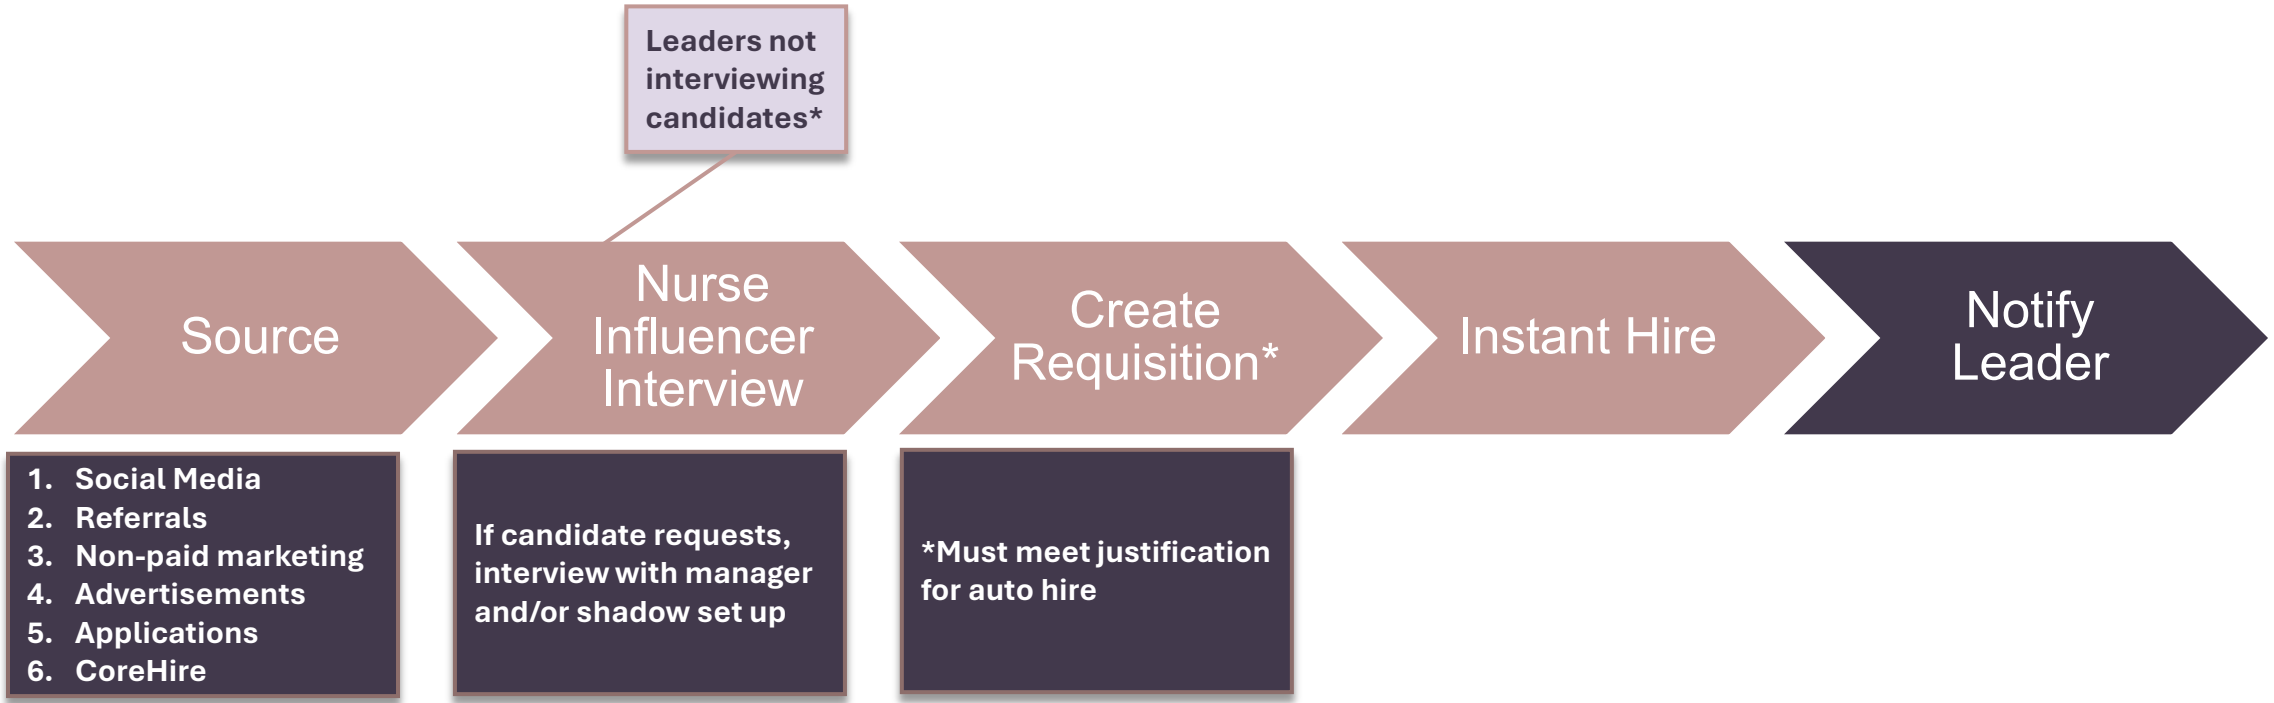 Leaders not
interviewing
candidates*
Source
Nurse
Influencer
Interview
Create
Requisition*
Instant Hire
Notify
Leader
1. Social Media
2. Referrals
3. Non-paid marketing
4. Advertisements
5. Applications
6. CoreHire
If candidate requests,
interview with manager
and/or shadow set up
*Must meet justification
for auto hire